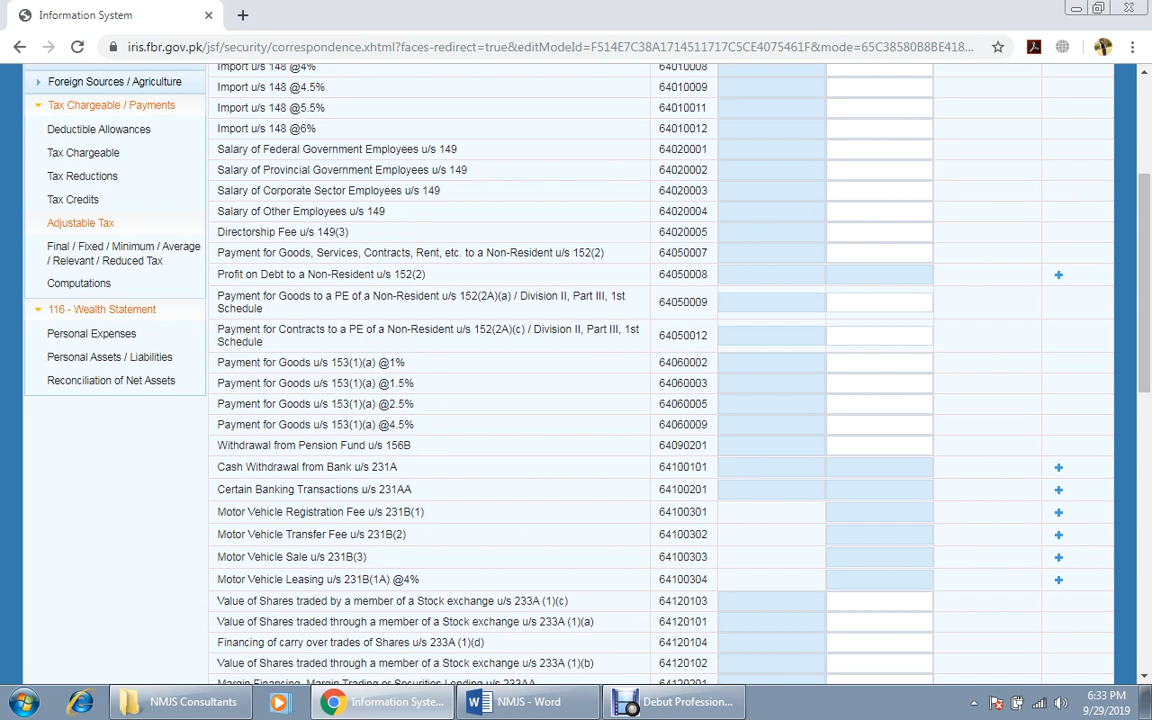 Information System
iris.fbr.gov.pk/jsf/security/correspondence.xhtml?faces-redirect=true&editModeId=F514E7C38A1714511717C5CE4075461F&mode=65C38580B8BE418...
Foreign Sources / Agriculture
Tax Chargeable / Payments
Deductible Allowances
Tax Chargeable
Tax Reductions
Tax Credits
Adjustable Tax
Final / Fixed / Minimum / Average
/ Relevant / Reduced Tax
Computations
116 - Wealth Statement
Personal Expenses
Personal Assets / Liabilities
Reconciliation of Net Assets
Import u/s 148 @4% 64010008
Import u/s 148 @4.5% 64010009
Import u/s 148 @5.5% 64010011
Import u/s 148 @6% 64010012
Salary of Federal Government Employees u/s 149 64020001
Salary of Provincial Government Employees u/s 149 64020002
Salary of Corporate Sector Employees u/s 149 64020003
Salary of Other Employees u/s 149 64020004
Directorship Fee u/s 149(3) 64020005
Payment for Goods, Services, Contracts, Rent, etc. to a Non-Resident u/s 152(2) 64050007
Profit on Debt to a Non-Resident u/s 152(2) 64050008
Payment for Goods to a PE of a Non-Resident u/s 152(2A)(a) / Division II, Part III, 1st
Schedule 64050009
Payment for Contracts to a PE of a Non-Resident u/s 152(2A)(c) / Division II, Part III, 1st
Schedule 64050012
Payment for Goods u/s 153(1)(a) @1% 64060002
Payment for Goods u/s 153(1)(a) @1.5% 64060003
Payment for Goods u/s 153(1)(a) @2.5% 64060005
Payment for Goods u/s 153(1)(a) @4.5% 64060009
Withdrawal from Pension Fund u/s 156B 64090201
Cash Withdrawal from Bank u/s 231A 64100101
Certain Banking Transactions u/s 231AA 64100201
Motor Vehicle Registration Fee u/s 231B(1) 64100301
Motor Vehicle Transfer Fee u/s 231B(2) 64100302
Motor Vehicle Sale u/s 231B(3) 64100303
Motor Vehicle Leasing u/s 231B(1A) @4% 64100304
Value of Shares traded by a member of a Stock exchange u/s 233A (1)(c) 64120103
Value of Shares traded through a member of a Stock exchange u/s 233A (1)(a) 64120101
Financing of carry over trades of Shares u/s 233A (1)(d) 64120104
Value of Shares traded through a member of a Stock exchange u/s 233A (1)(b) 64120102
Margin Financing, Margin Trading or Securities Lending u/s 233AA 64120201
NMJS Consultants
Information Syste...
NMJS - Word
Debut Profession...
6:33 PM
9/29/2019